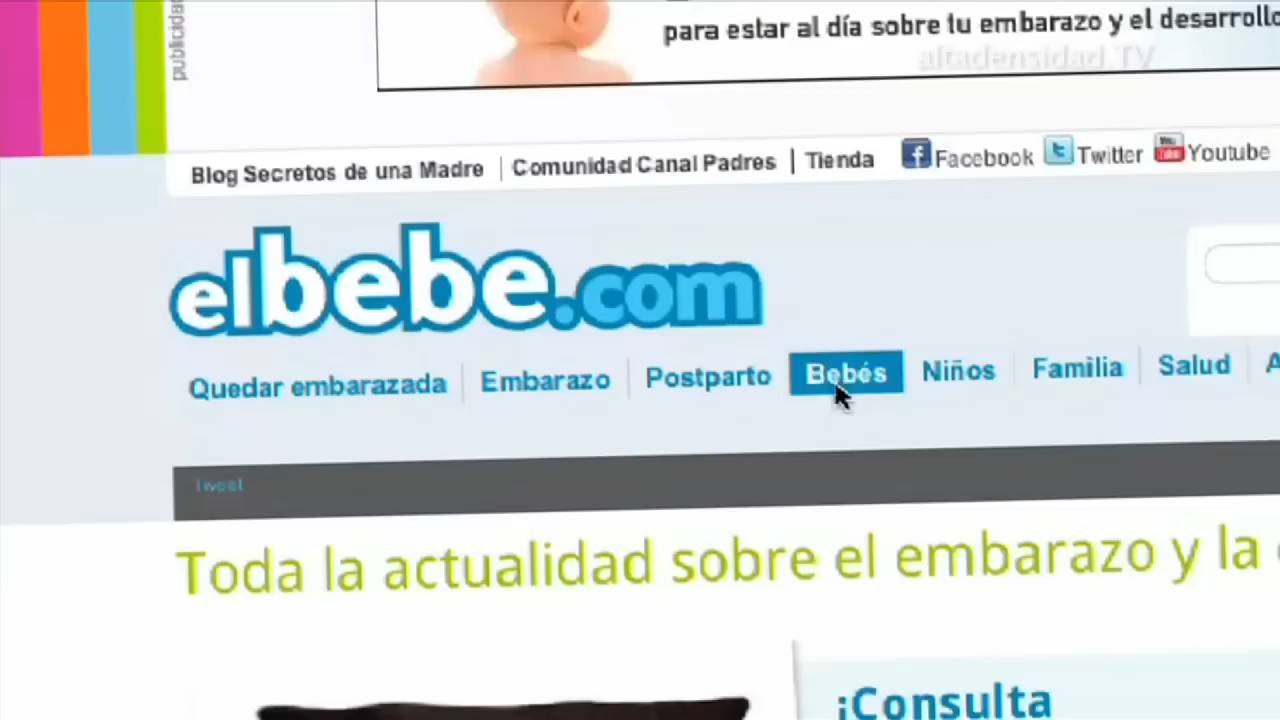 publicida
para estar al día sobre tu embarazo y el desarrollo
altadensidad.TV
Blog Secretos de una Madre | Comunidad Canal Padres | Tienda Facebook Twitter Youtube
elbebe.com
Quedar embarazada Embarazo Postparto Bebés Niños Familia Salud A
Tweet
Toda la actualidad sobre el embarazo y la
¡Consulta